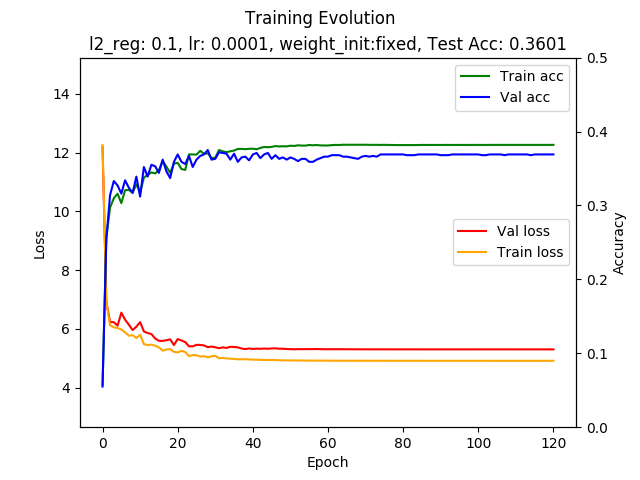 Training Evolution
l2_reg: 0.1, lr: 0.0001, weight_init:fixed, Test Acc: 0.3601
Train acc
Val acc
Val loss
Train loss
Loss
14
12
10
8
6
4
0.5
0.4
0.3
0.2
0.1
0.0
Accuracy
0 20 40 60 80 100 120
Epoch